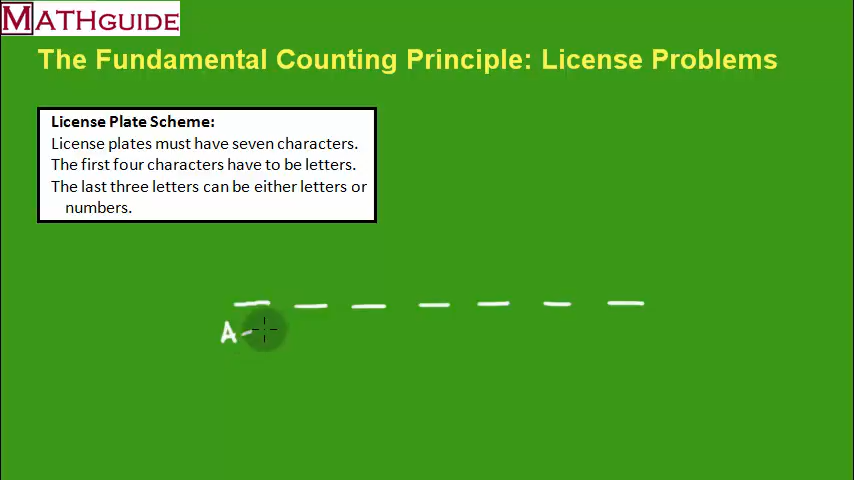 MATHGUIDE
The Fundamental Counting Principle: License Problems
License Plate Scheme:
License plates must have seven characters.
The first four characters have to be letters.
The last three letters can be either letters or
numbers.
A-